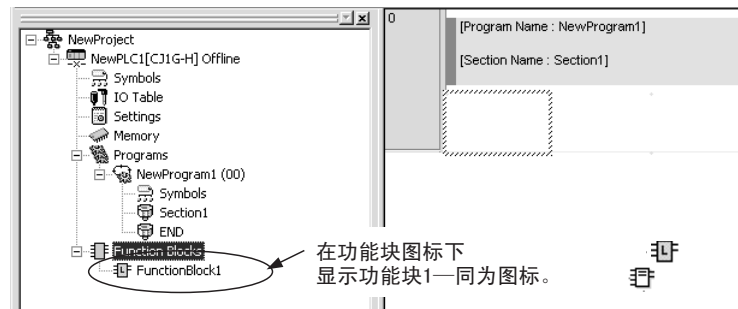 NewProject
NewPLC1[CJ1G-H] Offline
Symbols
IO Table
Settings
Memory
Programs
NewProgram1 (00)
Symbols
Section1
END
Function Blocks
FunctionBlock1
0
[Program Name : NewProgram1]
[Section Name : Section1]
在功能块图标下
显示功能块1—同为图标。
L